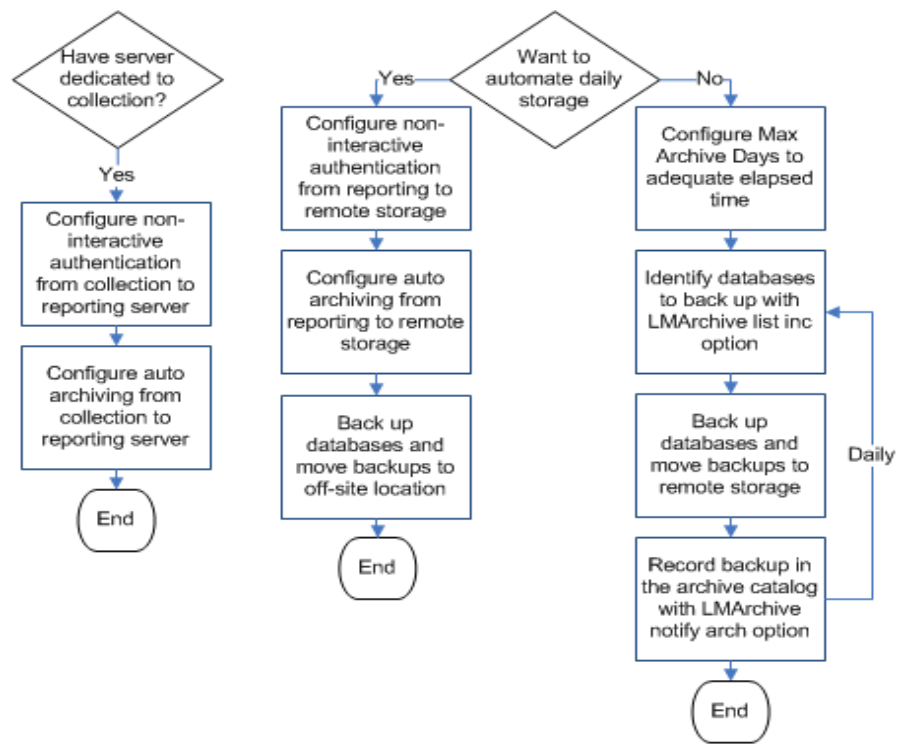 Have server
dedicated to
collection?
Yes
Configure non-
interactive
authentication
from collection to
reporting server
Configure auto
archiving from
collection to
reporting server
End
Want to
automate daily
storage
Yes
Configure non-
interactive
authentication
from reporting to
remote storage
Configure auto
archiving from
reporting to remote
storage
Back up
databases and
move backups to
off-site location
End
No
Configure Max
Archive Days to
adequate elapsed
time
Identify databases
to back up with
LMArchive list inc
option
Back up
databases and
move backups to
remote storage
Daily
Record backup in
the archive catalog
with LMArchive
notify arch option
End